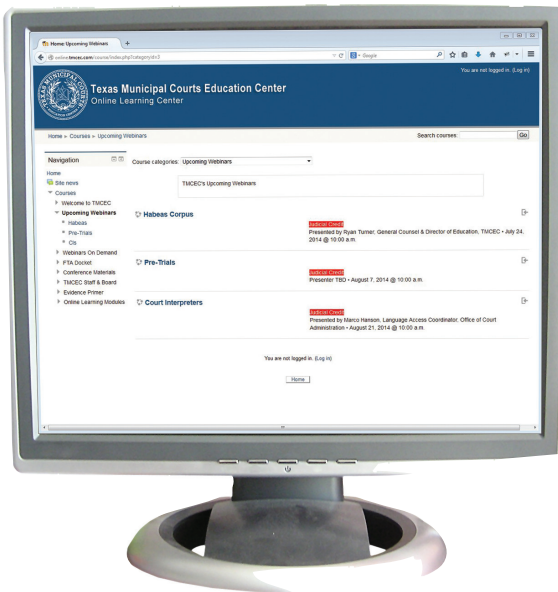 Home: Upcoming Webinars
online.tmcec.com/course/index.php?categoryid=3
Google
You are not logged in. (Log in)
Texas Municipal Courts Education Center
Online Learning Center
Home ► Courses ► Upcoming Webinars
Search courses:
Go
Navigation
Course categories: Upcoming Webinars
Home
Site news
Courses
Welcome to TMCEC
Upcoming Webinars
Habeas
Pre-Trials
CIs
Webinars On Demand
FTA Docket
Conference Materials
TMCEC Staff & Board
Evidence Primer
Online Learning Modules
TMCEC's Upcoming Webinars
Habeas Corpus
Judicial Credit
Presented by Ryan Turner, General Counsel & Director of Education, TMCEC • July 24,
2014 @ 10:00 a.m.
Pre-Trials
Judicial Credit
Presenter TBD • August 7, 2014 @ 10:00 a.m.
Court Interpreters
Judicial Credit
Presented by Marco Hanson, Language Access Coordinator, Office of Court
Administration • August 21, 2014 @ 10:00 a.m.
You are not logged in. (Log in)
Home